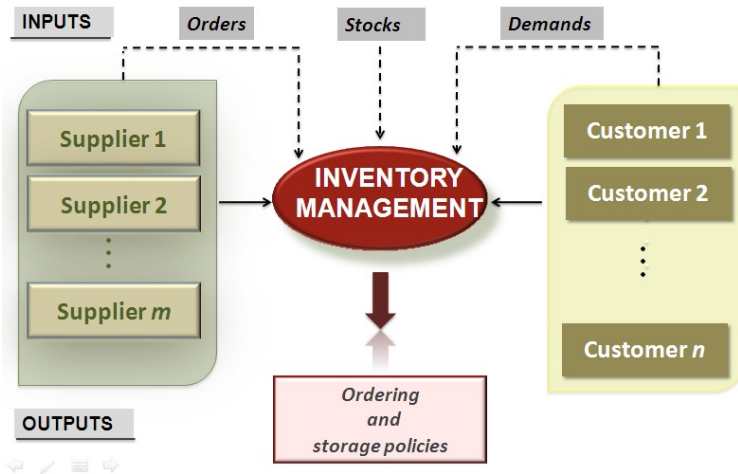 INPUTS
Orders
Stocks
Demands
Supplier 1
Supplier 2
Supplier m
INVENTORY
MANAGEMENT
Customer 1
Customer 2
Customer n
Ordering
and
storage policies
OUTPUTS